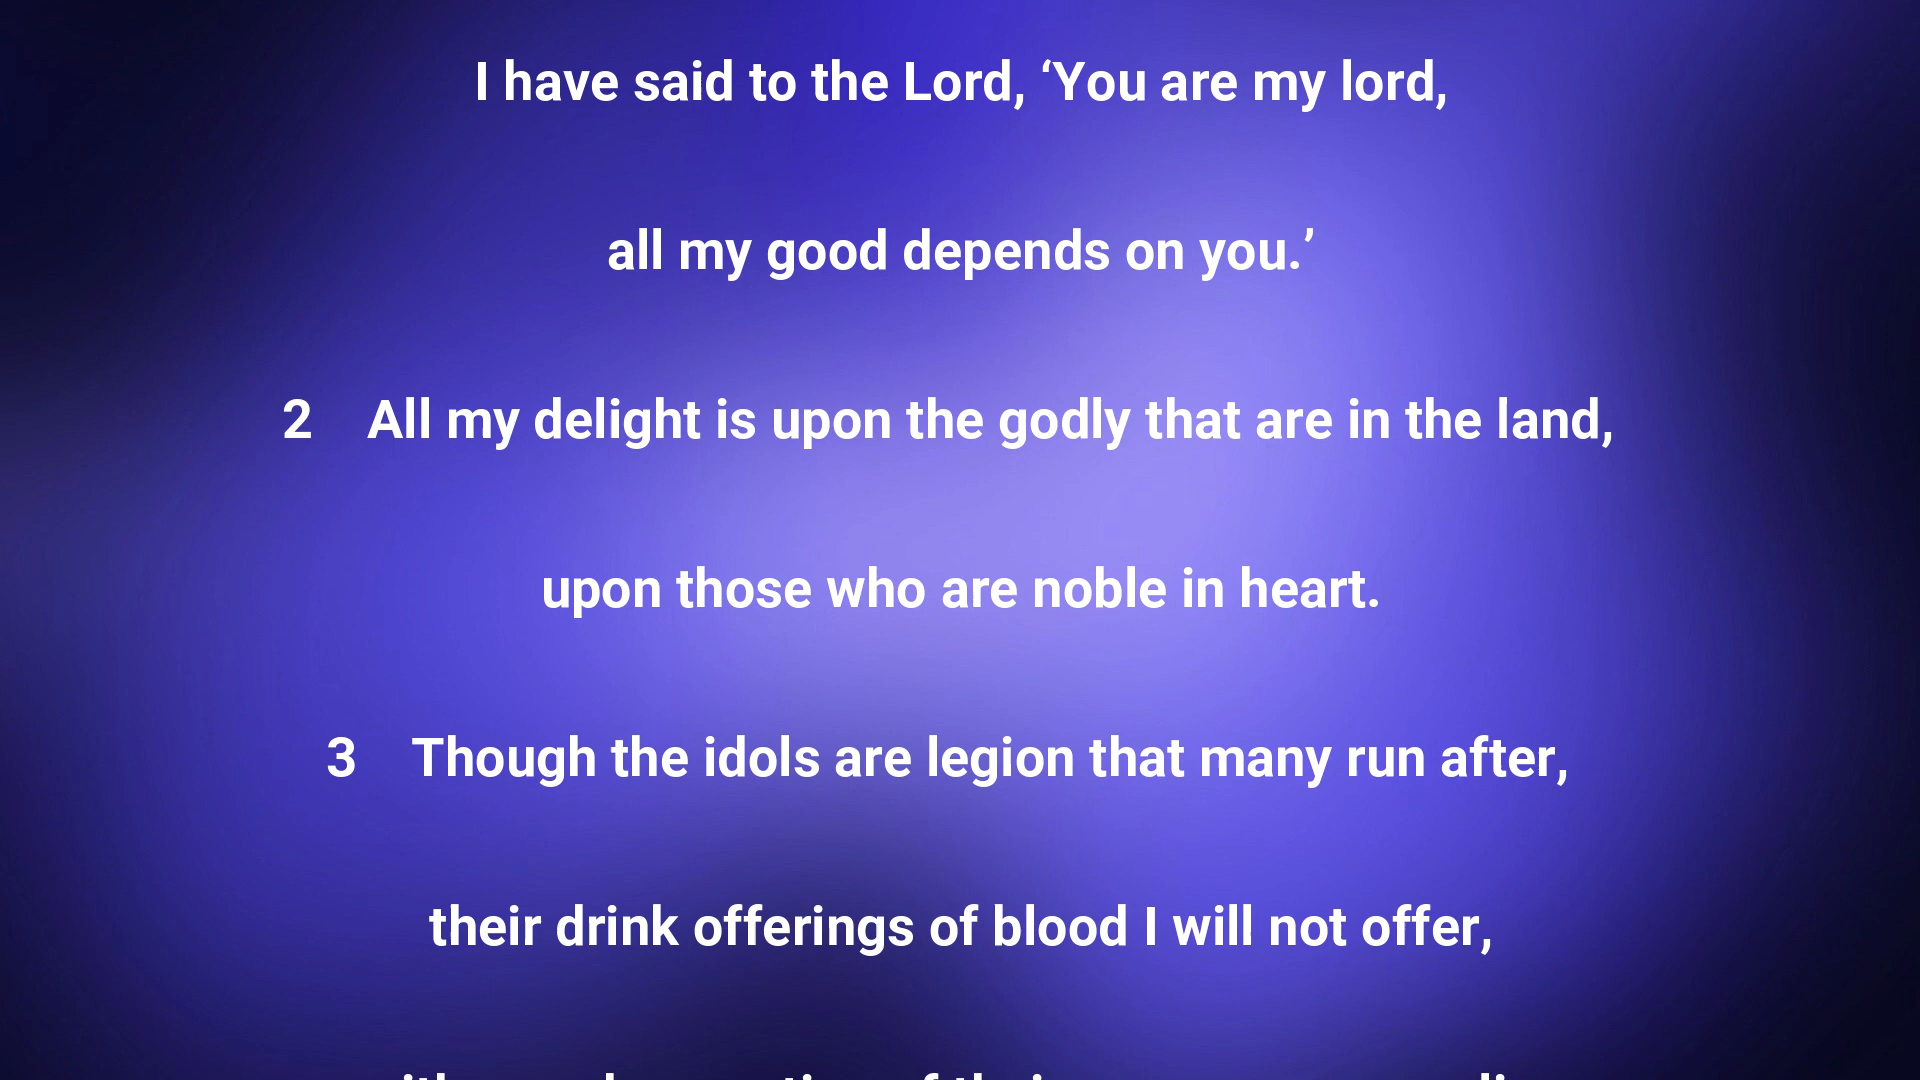 I have said to the Lord, ‘You are my lord,
all my good depends on you.’
2 All my delight is upon the godly that are in the land,
upon those who are noble in heart.
3 Though the idols are legion that many run after,
their drink offerings of blood I will not offer,